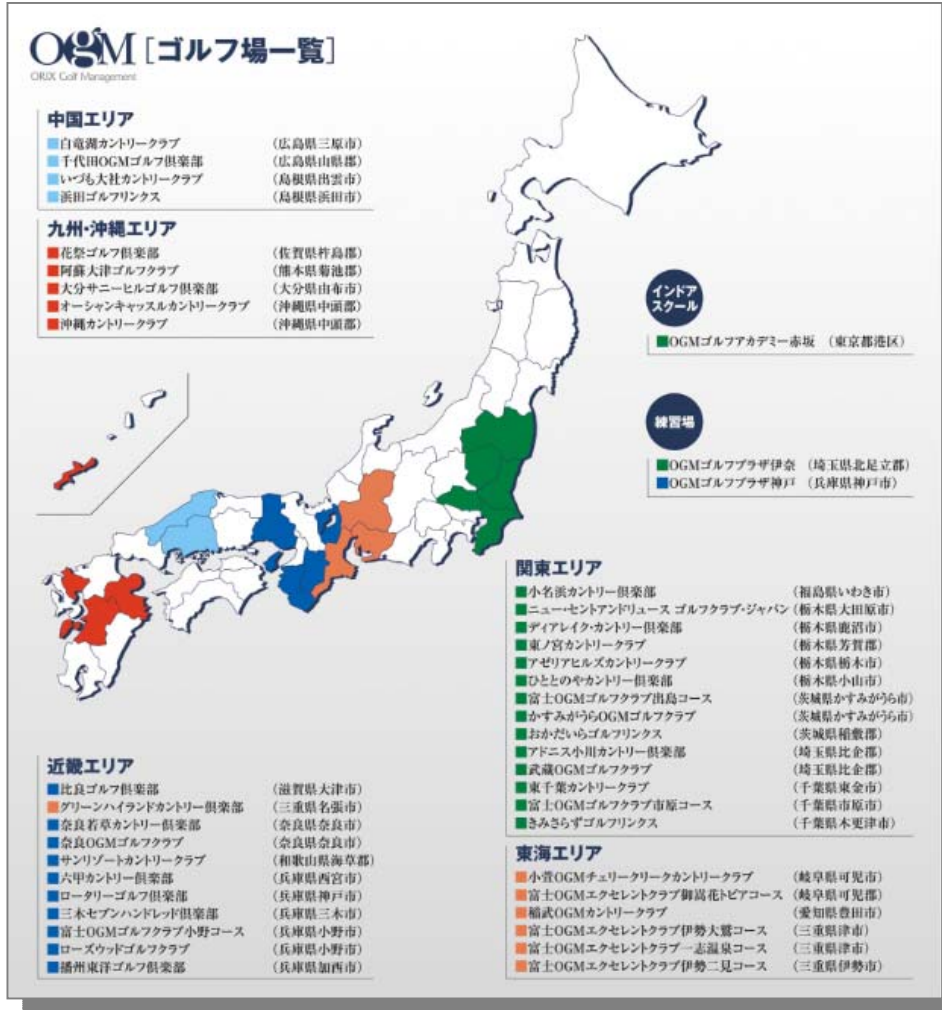 OGM [ゴルフ場一覧]
ORIX Golf Management
中国エリア
白竜湖カントリークラブ （広島県三原市）
千代田OGMゴルフ倶楽部 （広島県山県郡）
いづも大社カントリークラブ （島根県出雲市）
浜田ゴルフリンクス （島根県浜田市）
九州・沖縄エリア
花祭ゴルフ倶楽部 （佐賀県杵島郡）
阿蘇大津ゴルフクラブ （熊本県菊池郡）
大分サニーヒルゴルフ倶楽部 （大分県由布市）
オーシャンキャッスルカントリークラブ （沖縄県中頭郡）
沖縄カントリークラブ （沖縄県中頭郡）
インドア
スクール
OGMゴルフアカデミー赤坂 （東京都港区）
練習場
OGMゴルフプラザ伊奈 （埼玉県北足立郡）
OGMゴルフプラザ神戸 （兵庫県神戸市）
関東エリア
小名浜カントリー倶楽部 （福島県いわき市）
ニュー・セントアンドリュース ゴルフクラブ・ジャパン （栃木県大田原市）
ディアレイク・カントリー倶楽部 （栃木県鹿沼市）
東ノ宮カントリークラブ （栃木県芳賀郡）
アゼリアヒルズカントリークラブ （栃木県栃木市）
ひととのやカントリー倶楽部 （栃木県小山市）
富士OGMゴルフクラブ出島コース （茨城県かすみがうら市）
かすみがうらOGMゴルフクラブ （茨城県かすみがうら市）
おかだいらゴルフリンクス （茨城県稲敷郡）
アドニス小川カントリー倶楽部 （埼玉県比企郡）
武蔵OGMゴルフクラブ （埼玉県比企郡）
東千葉カントリークラブ （千葉県東金市）
富士OGMゴルフクラブ市原コース （千葉県市原市）
きみさらずゴルフリンクス （千葉県木更津市）
近畿エリア
比良ゴルフ倶楽部 （滋賀県大津市）
グリーンハイランドカントリー倶楽部 （三重県名張市）
奈良若草カントリー倶楽部 （奈良県奈良市）
奈良OGMゴルフクラブ （奈良県奈良市）
サンリゾートカントリークラブ （和歌山県海草郡）
六甲カントリー倶楽部 （兵庫県西宮市）
ロータリーゴルフ倶楽部 （兵庫県神戸市）
三木セブンハンドレッド倶楽部 （兵庫県三木市）
富士OGMゴルフクラブ小野コース （兵庫県小野市）
ローズウッドゴルフクラブ （兵庫県小野市）
播州東洋ゴルフ倶楽部 （兵庫県加西市）
東海エリア
小萱OGMチェリークリークカントリークラブ （岐阜県可児市）
富士OGMエクセレントクラブ御嵩花トピアコース （岐阜県可児郡）
稲武OGMカントリークラブ （愛知県豊田市）
富士OGMエクセレントクラブ伊勢大鷲コース （三重県津市）
富士OGMエクセレントクラブ一志温泉コース （三重県津市）
富士OGMエクセレントクラブ伊勢二見コース （三重県伊勢市）